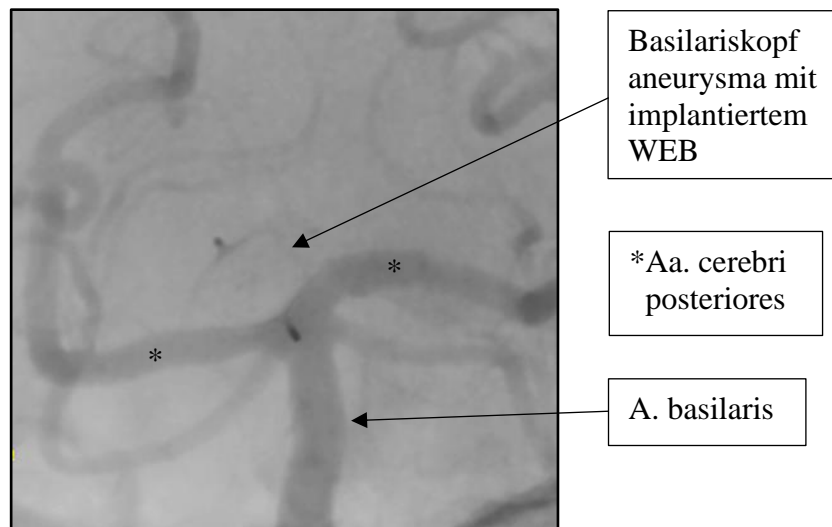 Basilariskopf
aneurysma mit
implantiertem
WEB
*Aa. cerebri
posteriores
A. basilaris
*
*